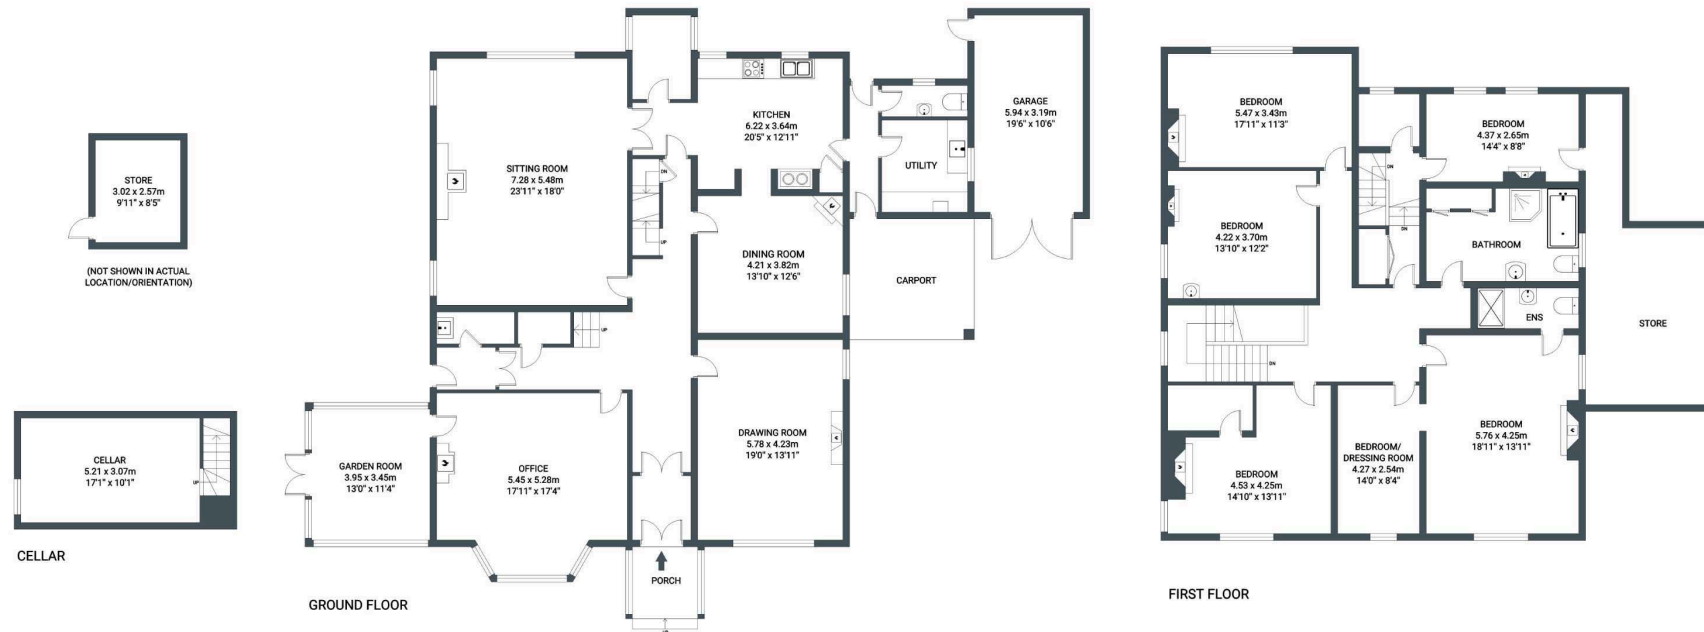 STORE
3.02 x 2.57m
9'11" x 8'5"
(NOT SHOWN IN ACTUAL
LOCATION/ORIENTATION)
CELLAR
5.21 x 3.07m
17'1" x 10'1"
UP
CELLAR
SITTING ROOM
7.28 x 5.48m
23'11" x 18'0"
KITCHEN
6.22 x 3.64m
20'5" x 12'11"
DN
UP
UTILITY
GARAGE
5.94 x 3.19m
19'6" x 10'6"
DINING ROOM
4.21 x 3.82m
13'10" x 12'6"
CARPORT
UP
GARDEN ROOM
3.95 x 3.45m
13'0" x 11'4"
OFFICE
5.45 x 5.28m
17'11" x 17'4"
DRAWING ROOM
5.78 x 4.23m
19'0" x 13'11"
PORCH
UP
GROUND FLOOR
BEDROOM
5.47 x 3.43m
17'11" x 11'3"
BEDROOM
4.37 x 2.65m
14'4" x 8'8"
DN
DN
BEDROOM
4.22 x 3.70m
13'10" x 12'2"
BATHROOM
ENS
STORE
DN
BEDROOM
4.53 x 4.25m
14'10" x 13'11"
BEDROOM/
DRESSING ROOM
4.27 x 2.54m
14'0" x 8'4"
BEDROOM
5.76 x 4.25m
18'11" x 13'11"
FIRST FLOOR